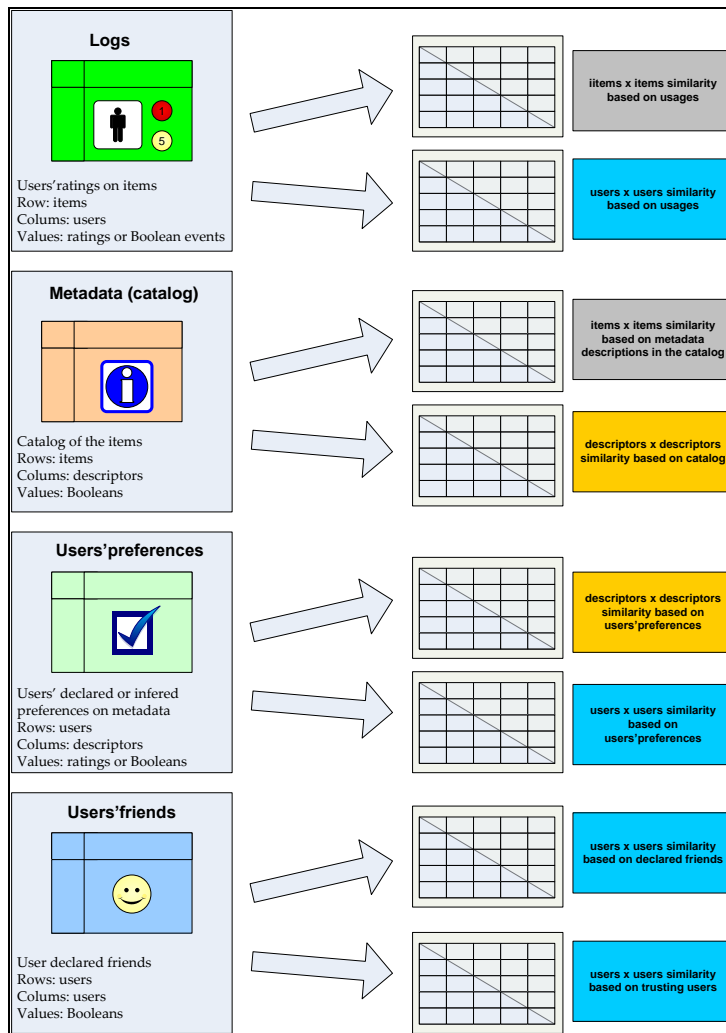 Logs
1
5
Users'ratings on items
Row: items
Colums: users
Values: ratings or Boolean events
iitems x items similarity
based on usages
users x users similarity
based on usages
Metadata (catalog)
i
Catalog of the items
Rows: items
Colums: descriptors
Values: Booleans
items x items similarity
based on metadata
descriptions in the catalog
descriptors x descriptors
similarity based on catalog
Users'preferences
Users' declared or infered
preferences on metadata
Rows: users
Colums: descriptors
Values: ratings or Booleans
descriptors x descriptors
similarity based on
users'preferences
users x users similarity
based on
users'preferences
Users'friends
User declared friends
Rows: users
Colums: users
Values: Booleans
users x users similarity
based on declared friends
users x users similarity
based on trusting users